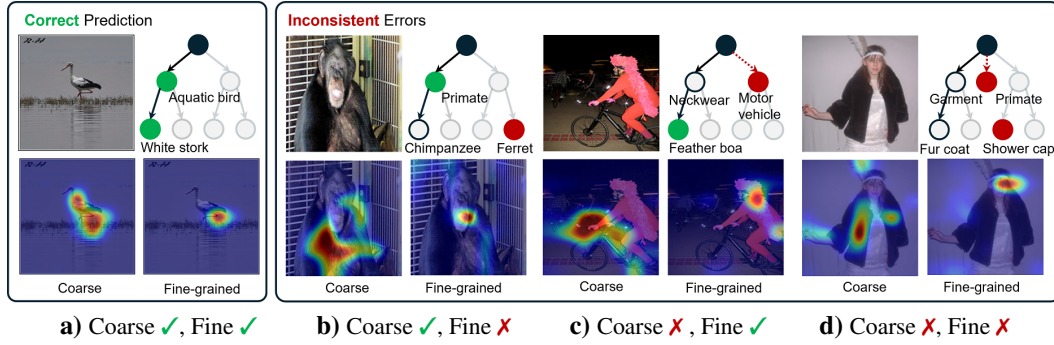 Correct Prediction
Inconsistent Errors
R-H
Aquatic bird
White stork
Primate
Chimpanzee
Ferret
Neckwear
Motor
vehicle
Feather boa
Garment
Primate
Fur coat
Shower cap
R-H
R-H
Coarse
Fine-grained
Coarse
Fine-grained
Coarse
Fine-grained
Coarse
Fine-grained
a) Coarse ✓, Fine ✓
b) Coarse ✓, Fine ✗
c) Coarse ✗ , Fine ✓
d) Coarse ✗, Fine ✗